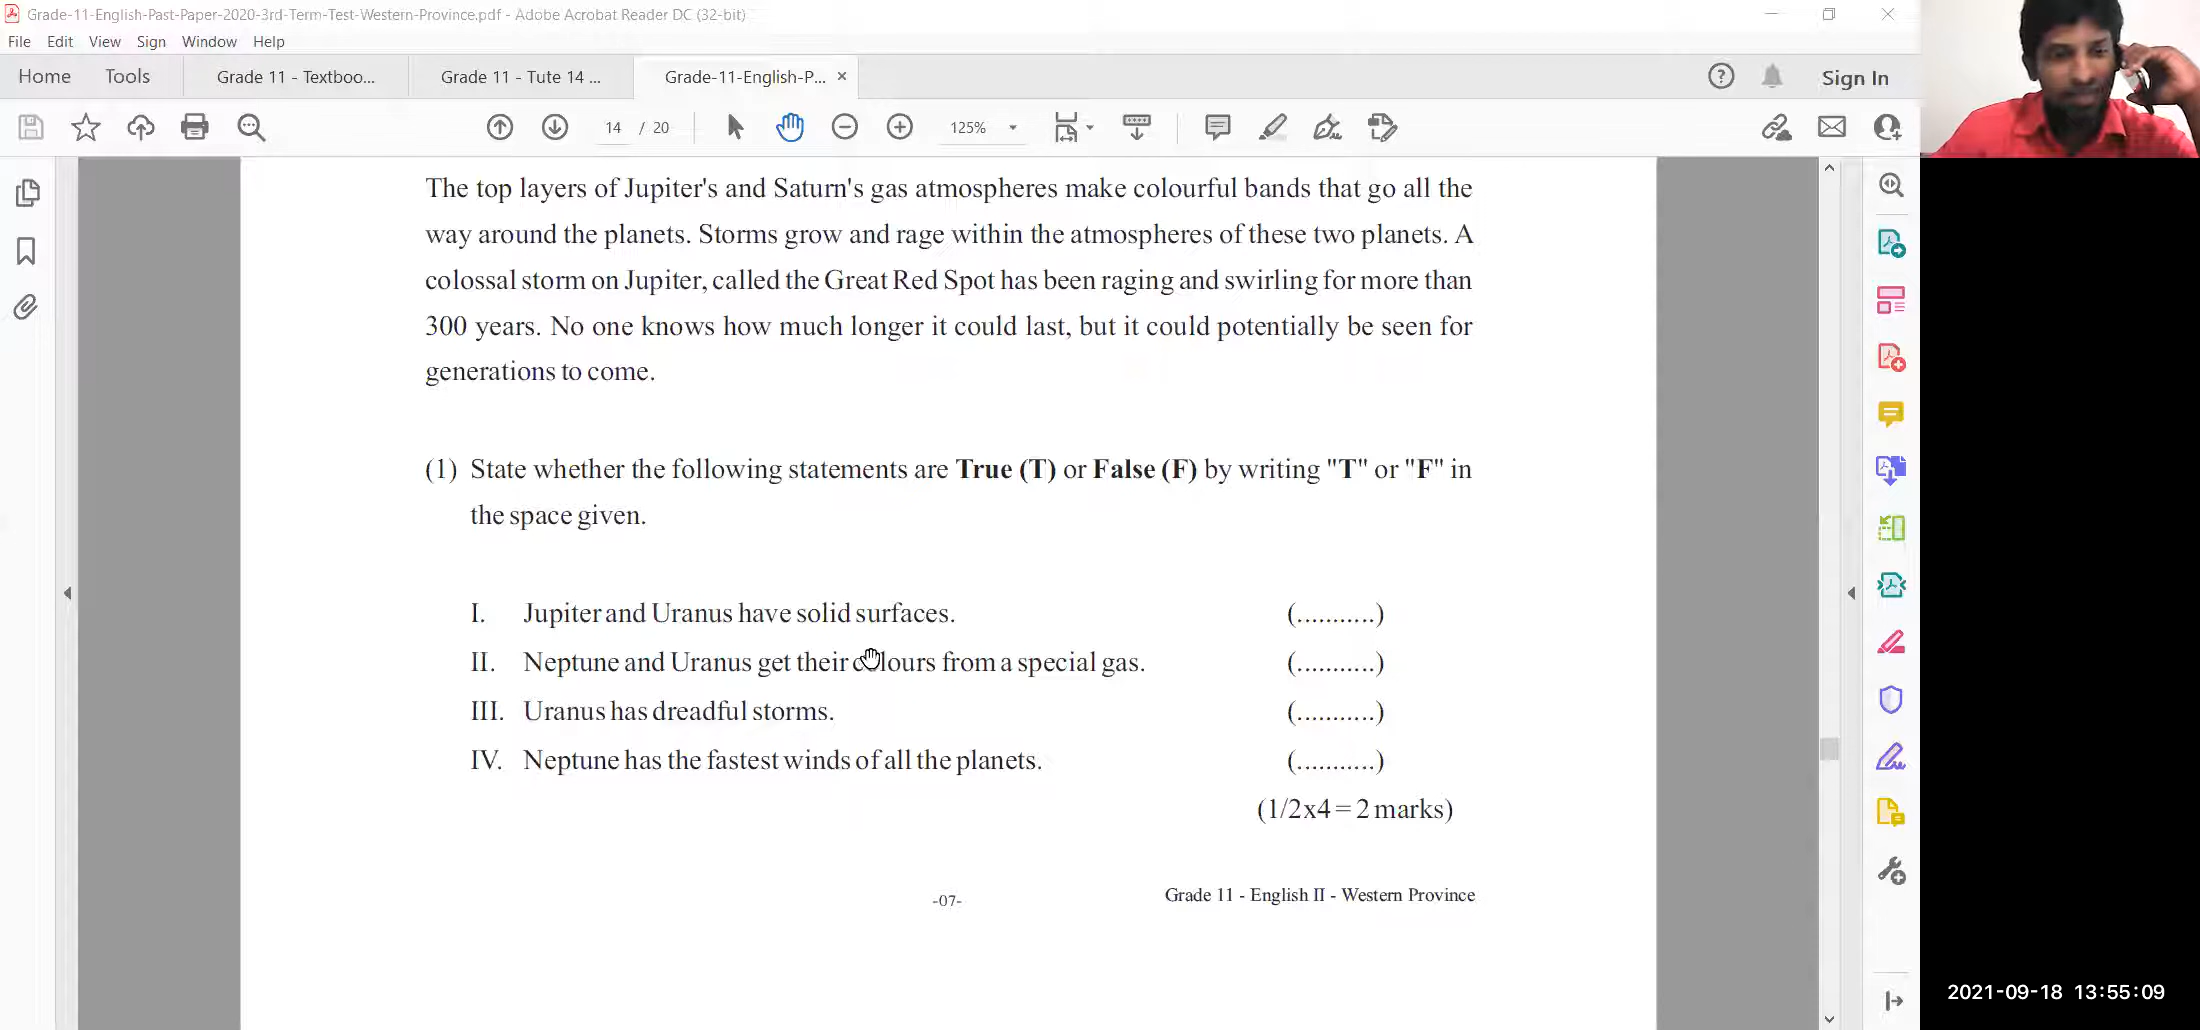 Grade-11-English-Past-Paper-2020-3rd-Term-Test-Western-Province.pdf - Adobe Acrobat Reader DC (32-bit)
File Edit View Sign Window Help
Home Tools Grade 11 - Textboo... Grade 11 - Tute 14 ... Grade-11-English-P... × Sign In
14 / 20 125%
The top layers of Jupiter's and Saturn's gas atmospheres make colourful bands that go all the
way around the planets. Storms grow and rage within the atmospheres of these two planets. A
colossal storm on Jupiter, called the Great Red Spot has been raging and swirling for more than
300 years. No one knows how much longer it could last, but it could potentially be seen for
generations to come.
(1) State whether the following statements are True (T) or False (F) by writing "T" or "F" in
the space given.
I. Jupiter and Uranus have solid surfaces. (...........)
II. Neptune and Uranus get their colours from a special gas. (...........)
III. Uranus has dreadful storms. (...........)
IV. Neptune has the fastest winds of all the planets. (...........)
(1/2x4 = 2 marks)
-07- Grade 11 - English II - Western Province
2021-09-18 13:55:09